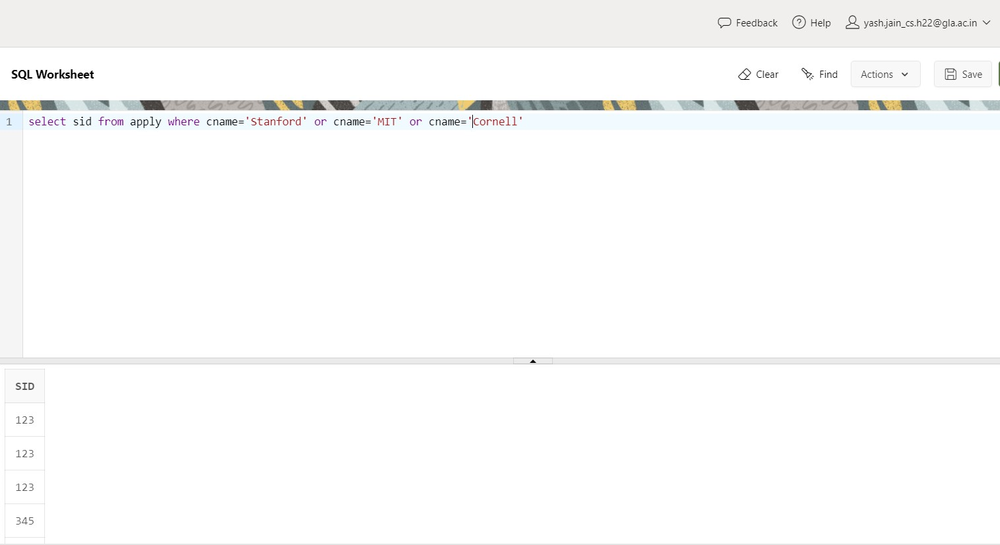 Feedback Help yash.jain_cs.h22@gla.ac.in
SQL Worksheet Clear Find Actions Save
1 select sid from apply where cname='Stanford' or cname='MIT' or cname='Cornell'
SID
123
123
123
345